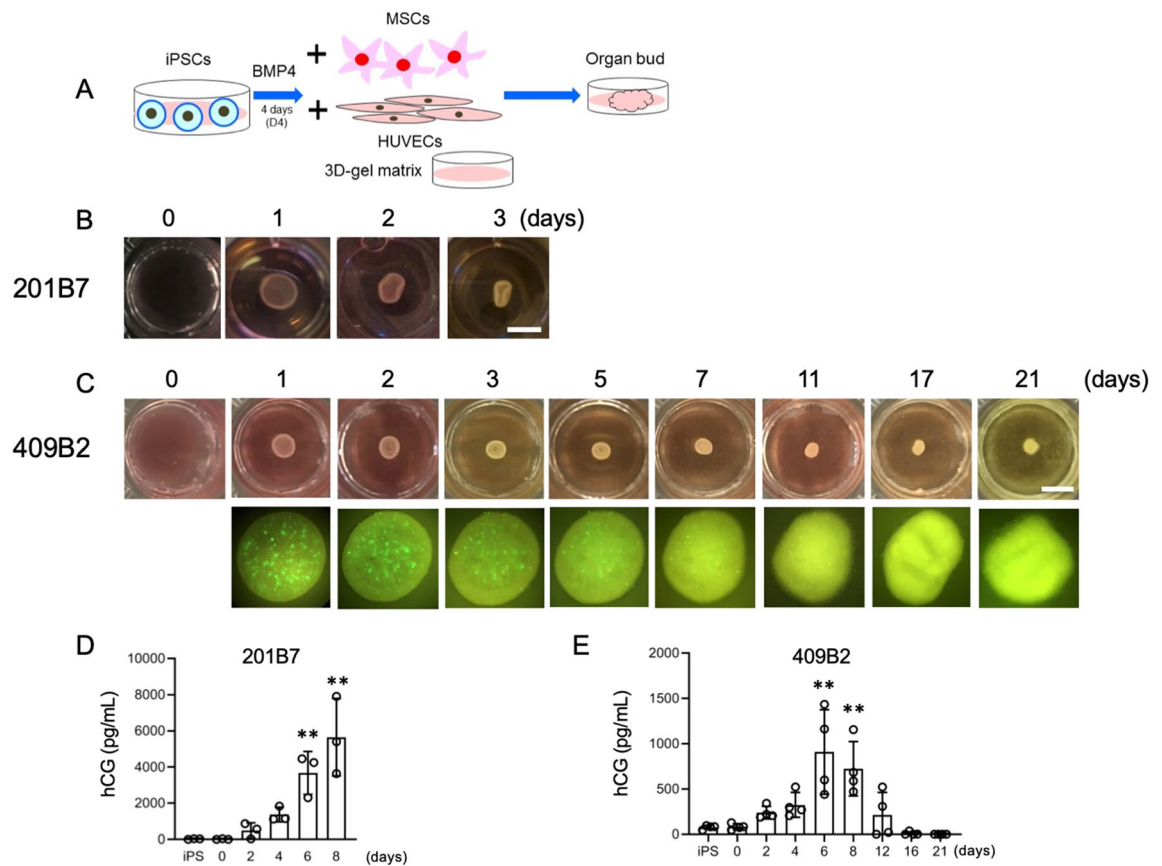 MSCs
iPSCs
BMP4
+
Organ bud
A
4 days
(D4)
+
HUVECs
3D-gel matrix
B
0 1 2 3 (days)
201B7
C
0 1 2 3 5 7 11 17 21 (days)
409B2
D
201B7
10000
8000
6000
4000
2000
0
hCG (pg/mL)
** **
iPS 0 2 4 6 8 (days)
E
409B2
2000
1500
1000
500
0
hCG (pg/mL)
** **
iPS 0 2 4 6 8 12 16 21 (days)